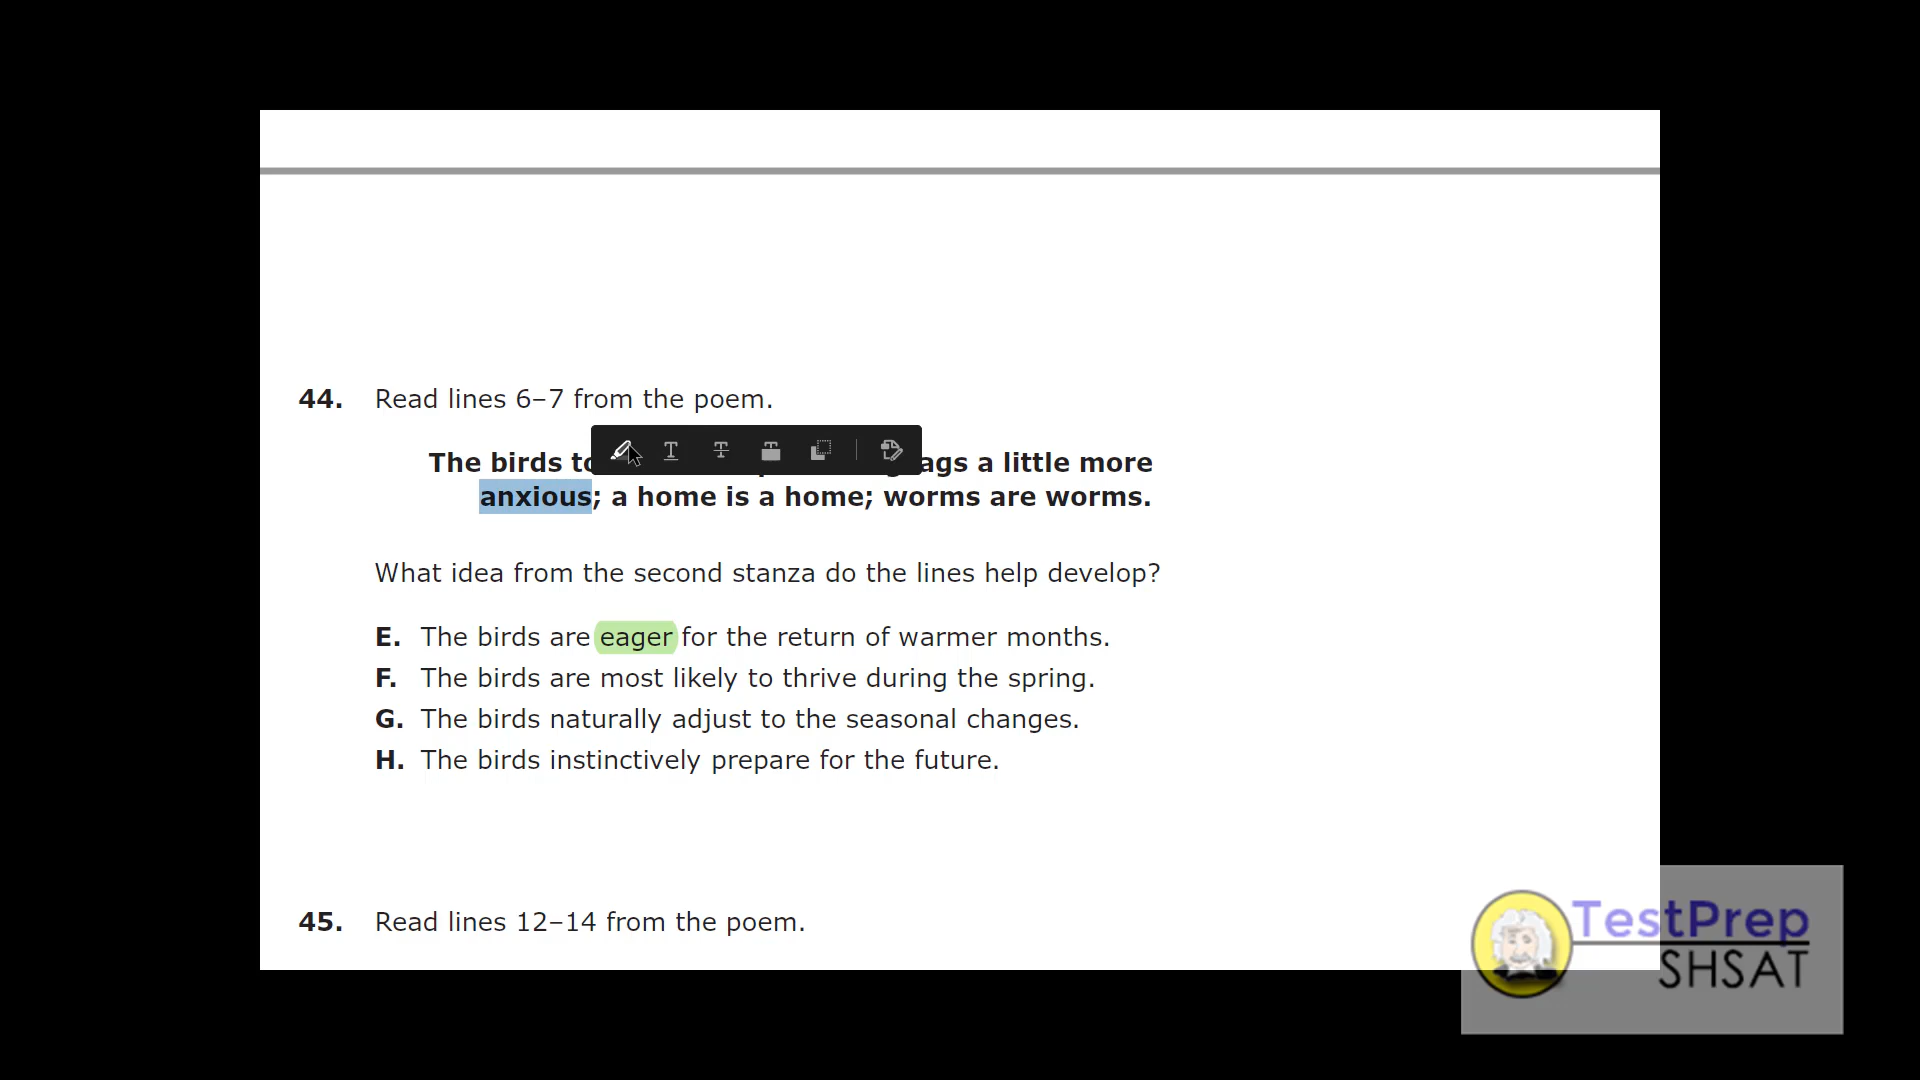 44. Read lines 6–7 from the poem.
The birds a little more
anxious; a home is a home; worms are worms.
What idea from the second stanza do the lines help develop?
E. The birds are eager for the return of warmer months.
F. The birds are most likely to thrive during the spring.
G. The birds naturally adjust to the seasonal changes.
H. The birds instinctively prepare for the future.
45. Read lines 12–14 from the poem.
TestPrep
SHSAT